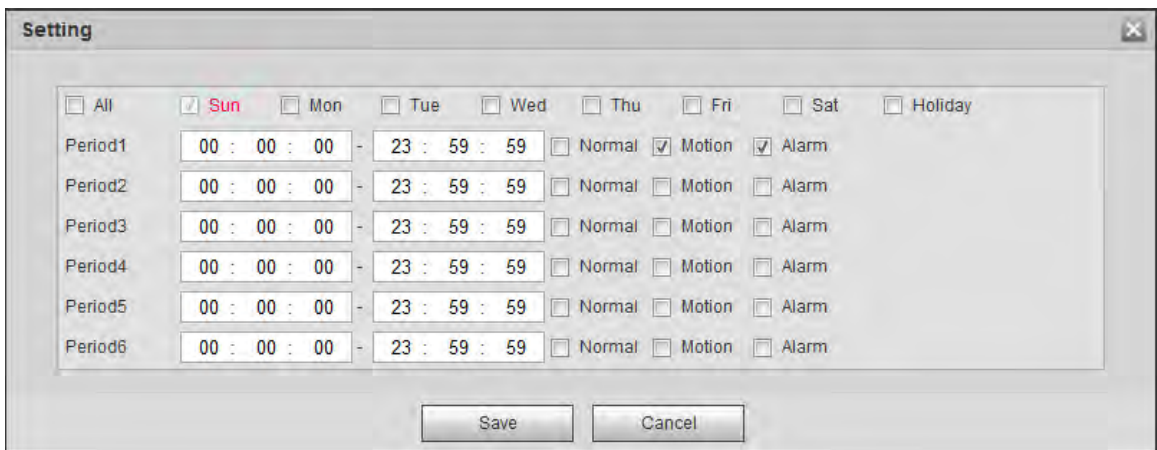 Setting
All Sun Mon Tue Wed Thu Fri Sat Holiday
Period1 00 : 00 : 00 - 23 : 59 : 59 Normal Motion Alarm
Period2 00 : 00 : 00 - 23 : 59 : 59 Normal Motion Alarm
Period3 00 : 00 : 00 - 23 : 59 : 59 Normal Motion Alarm
Period4 00 : 00 : 00 - 23 : 59 : 59 Normal Motion Alarm
Period5 00 : 00 : 00 - 23 : 59 : 59 Normal Motion Alarm
Period6 00 : 00 : 00 - 23 : 59 : 59 Normal Motion Alarm
Save Cancel